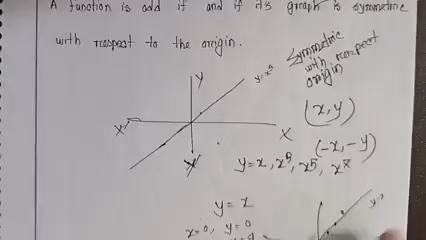 A function is odd if and if its graph is symmetric
with respect to the origin.
Symmetric
with respect
origin
Y
y=x³
X'
X
Y'
(x,y)
(-x,-y)
y=x, x³, x⁵, x⁷
y=x
x=0, y=0
y=x